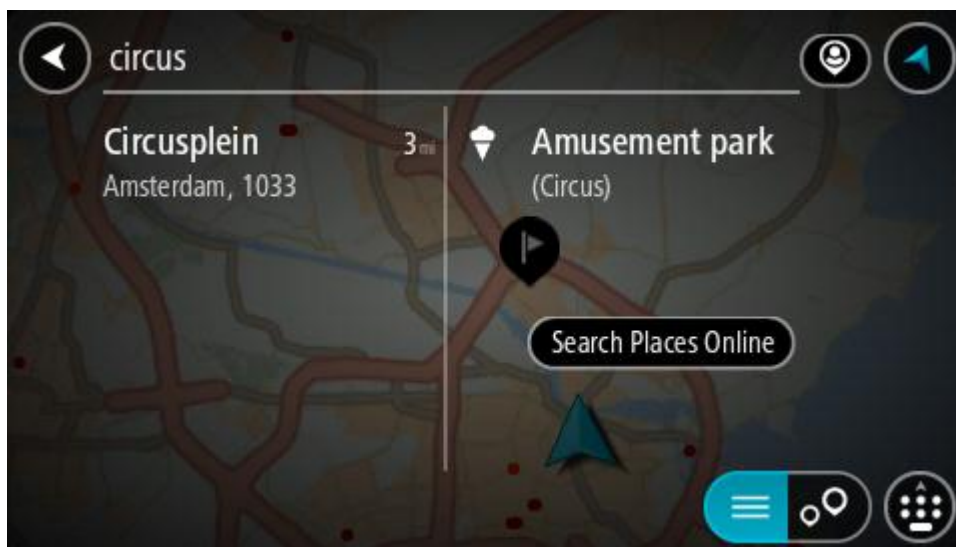 circus
Circusplein 3 mi
Amsterdam, 1033
Amusement park
(Circus)
Search Places Online